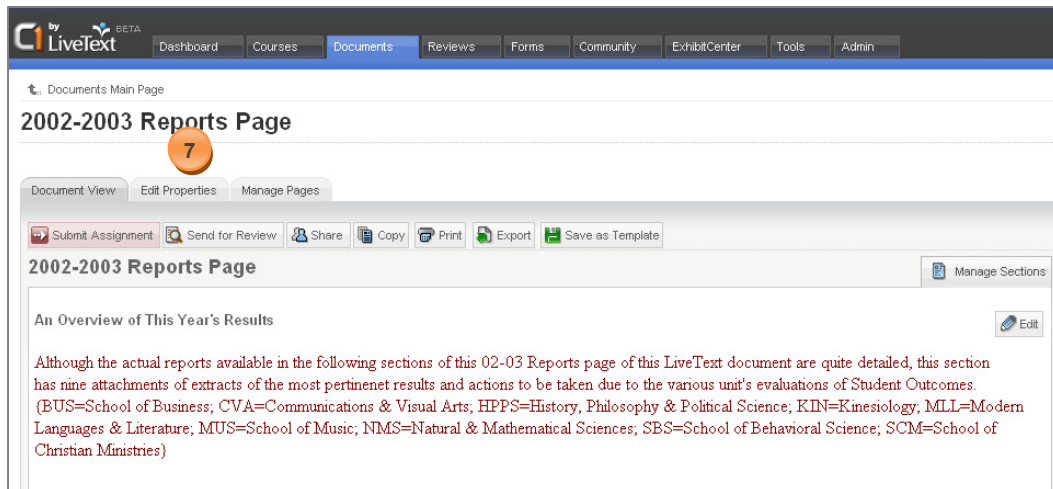 C1 by LiveText BETA
Dashboard Courses Documents Reviews Forms Community ExhibitCenter Tools Admin
Documents Main Page
2002-2003 Reports Page
7
Document View Edit Properties Manage Pages
Submit Assignment Send for Review Share Copy Print Export Save as Template
2002-2003 Reports Page
Manage Sections
An Overview of This Year's Results
Edit
Although the actual reports available in the following sections of this 02-03 Reports page of this LiveText document are quite detailed, this section
has nine attachments of extracts of the most pertinenet results and actions to be taken due to the various unit's evaluations of Student Outcomes.
{BUS=School of Business; CVA=Communications & Visual Arts; HPPS=History, Philosophy & Political Science; KIN=Kinesiology; MLL=Modern
Languages & Literature; MUS=School of Music; NMS=Natural & Mathematical Sciences; SBS=School of Behavioral Science; SCM=School of
Christian Ministries}